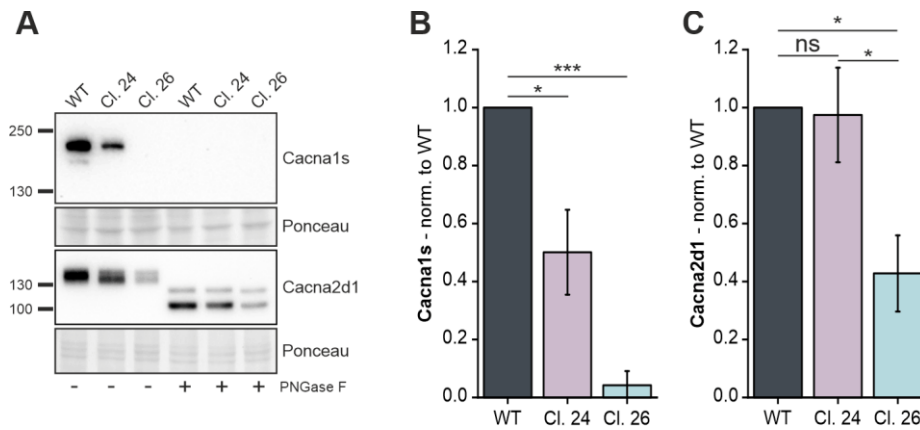 A
WT
Cl. 24
Cl. 26
WT
Cl. 24
Cl. 26
250
130
Cacna1s
Ponceau
130
100
Cacna2d1
Ponceau
- - - + + + PNGase F
B
Cacna1s - norm. to WT
1.2
1.0
0.8
0.6
0.4
0.2
0.0
***
*
WT Cl. 24 Cl. 26
C
Cacna2d1 - norm. to WT
1.2
1.0
0.8
0.6
0.4
0.2
0.0
*
ns *
WT Cl. 24 Cl. 26